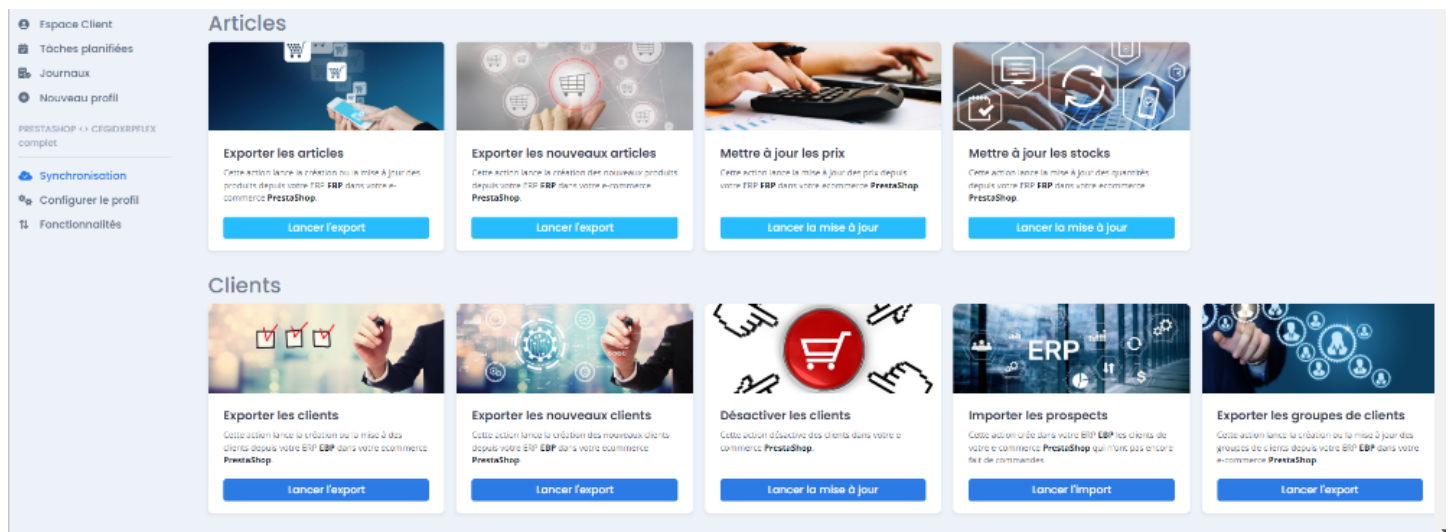 Espace Client
Tâches planifiées
Journaux
Nouveau profil
PRESTASHOP <> CEGIDXRPFLEX
complet
Synchronisation
Configurer le profil
Fonctionnalités
Articles
Exporter les articles
Cette action lance la création ou la mise à jour des
produits depuis votre ERP EBP dans votre e-
commerce PrestaShop.
Lancer l'export
Exporter les nouveaux articles
Cette action lance la création des nouveaux produits
depuis votre ERP EBP dans votre e-commerce
PrestaShop.
Lancer l'export
Mettre à jour les prix
Cette action lance la mise à jour des prix depuis
votre ERP EBP dans votre ecommerce PrestaShop
Lancer la mise à jour
Mettre à jour les stocks
Cette action lance la mise à jour des quantités
depuis votre ERP EBP dans votre ecommerce
PrestaShop.
Lancer la mise à jour
Clients
Exporter les clients
Cette action lance la création ou la mise à des
clients depuis votre ERP EBP dans votre ecommerce
PrestaShop
Lancer l'export
Exporter les nouveaux clients
Cette action lance la création des nouveaux clients
depuis votre ERP EBP dans votre ecommerce
PrestaShop
Lancer l'export
Désactiver les clients
Cette action désactive des clients dans votre e
commerce PrestaShop.
Lancer la mise à jour
ERP
Importer les prospects
Cette action crée dans votre ERP EBP les clients de
votre e commerce PrestaShop qui n'ont pas encore
fait de commandes
Lancer l'import
Exporter les groupes de clients
Cette action lance la création ou la mise à jour des
groupes de clients depuis votre ERP EBP dans votre
e-commerce PrestaShop
Lancer l'export